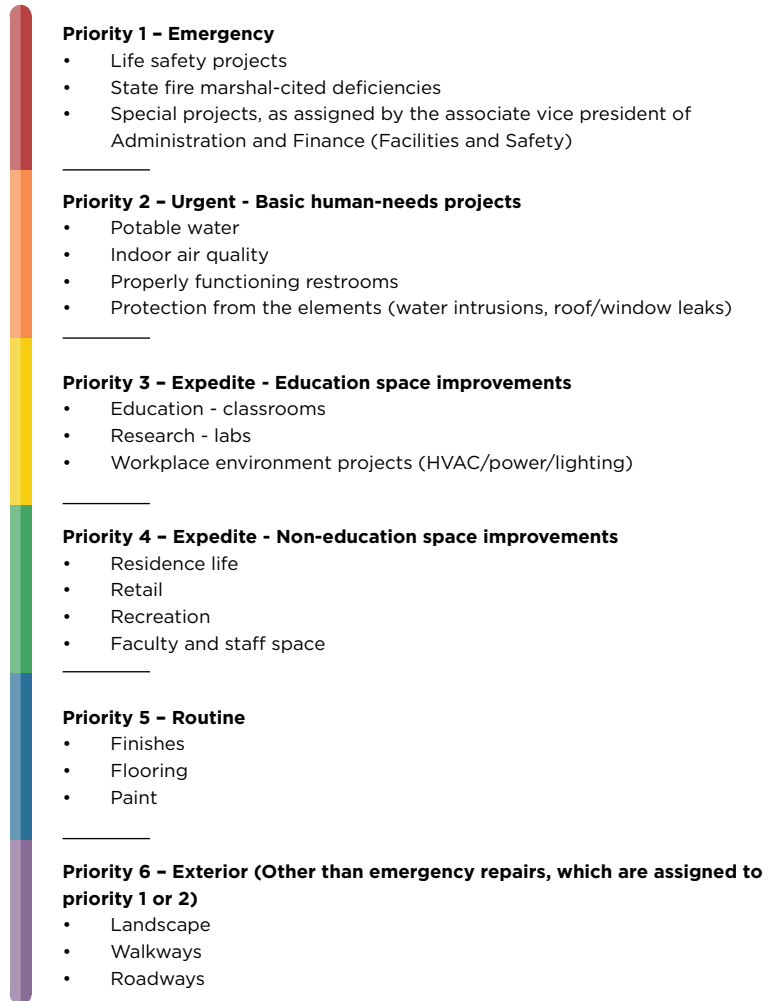 Priority 1 – Emergency
• Life safety projects
• State fire marshal-cited deficiencies
• Special projects, as assigned by the associate vice president of
Administration and Finance (Facilities and Safety)
Priority 2 – Urgent - Basic human-needs projects
• Potable water
• Indoor air quality
• Properly functioning restrooms
• Protection from the elements (water intrusions, roof/window leaks)
Priority 3 – Expedite - Education space improvements
• Education - classrooms
• Research - labs
• Workplace environment projects (HVAC/power/lighting)
Priority 4 – Expedite - Non-education space improvements
• Residence life
• Retail
• Recreation
• Faculty and staff space
Priority 5 – Routine
• Finishes
• Flooring
• Paint
Priority 6 – Exterior (Other than emergency repairs, which are assigned to
priority 1 or 2)
• Landscape
• Walkways
• Roadways